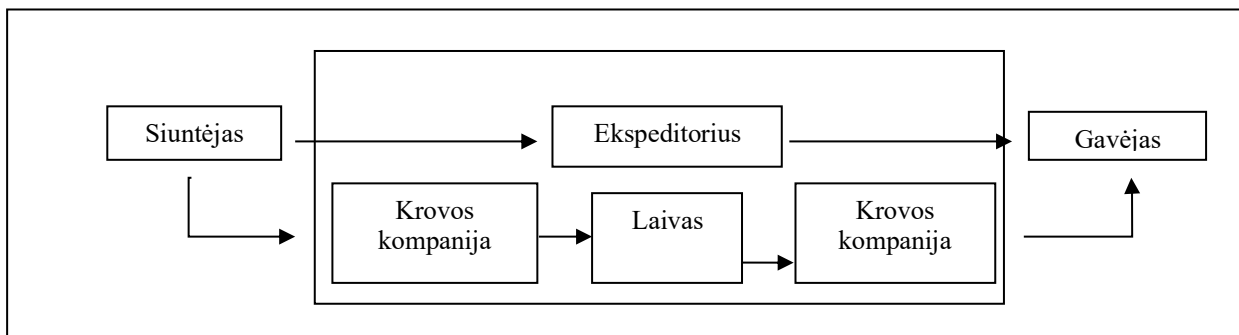 Siuntėjas
Ekspeditorius
Gavėjas
Krovos
kompanija
Laivas
Krovos
kompanija